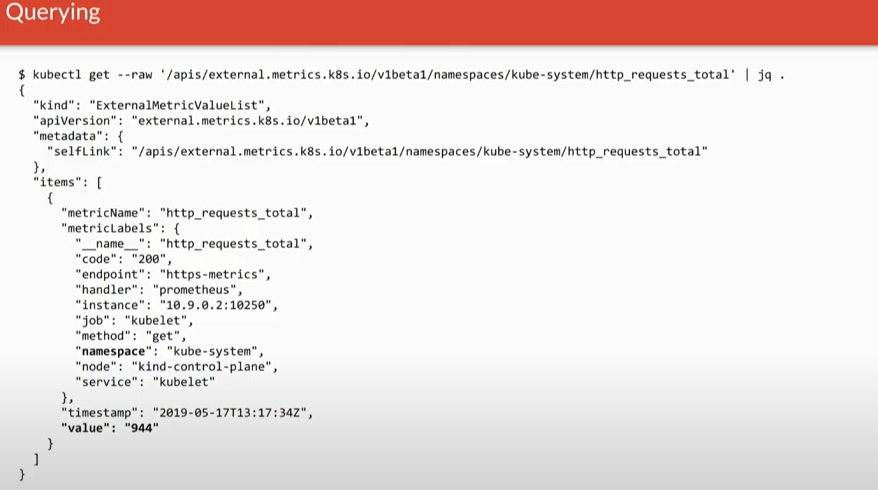 Querying
$ kubectl get --raw '/apis/external.metrics.k8s.io/v1beta1/namespaces/kube-system/http_requests_total' | jq .
{
  "kind": "ExternalMetricValueList",
  "apiVersion": "external.metrics.k8s.io/v1beta1",
  "metadata": {
    "selfLink": "/apis/external.metrics.k8s.io/v1beta1/namespaces/kube-system/http_requests_total"
  },
  "items": [
    {
      "metricName": "http_requests_total",
      "metricLabels": {
        "__name__": "http_requests_total",
        "code": "200",
        "endpoint": "https-metrics",
        "handler": "prometheus",
        "instance": "10.9.0.2:10250",
        "job": "kubelet",
        "method": "get",
        "namespace": "kube-system",
        "node": "kind-control-plane",
        "service": "kubelet"
      },
      "timestamp": "2019-05-17T13:17:34Z",
      "value": "944"
    }
  ]
}